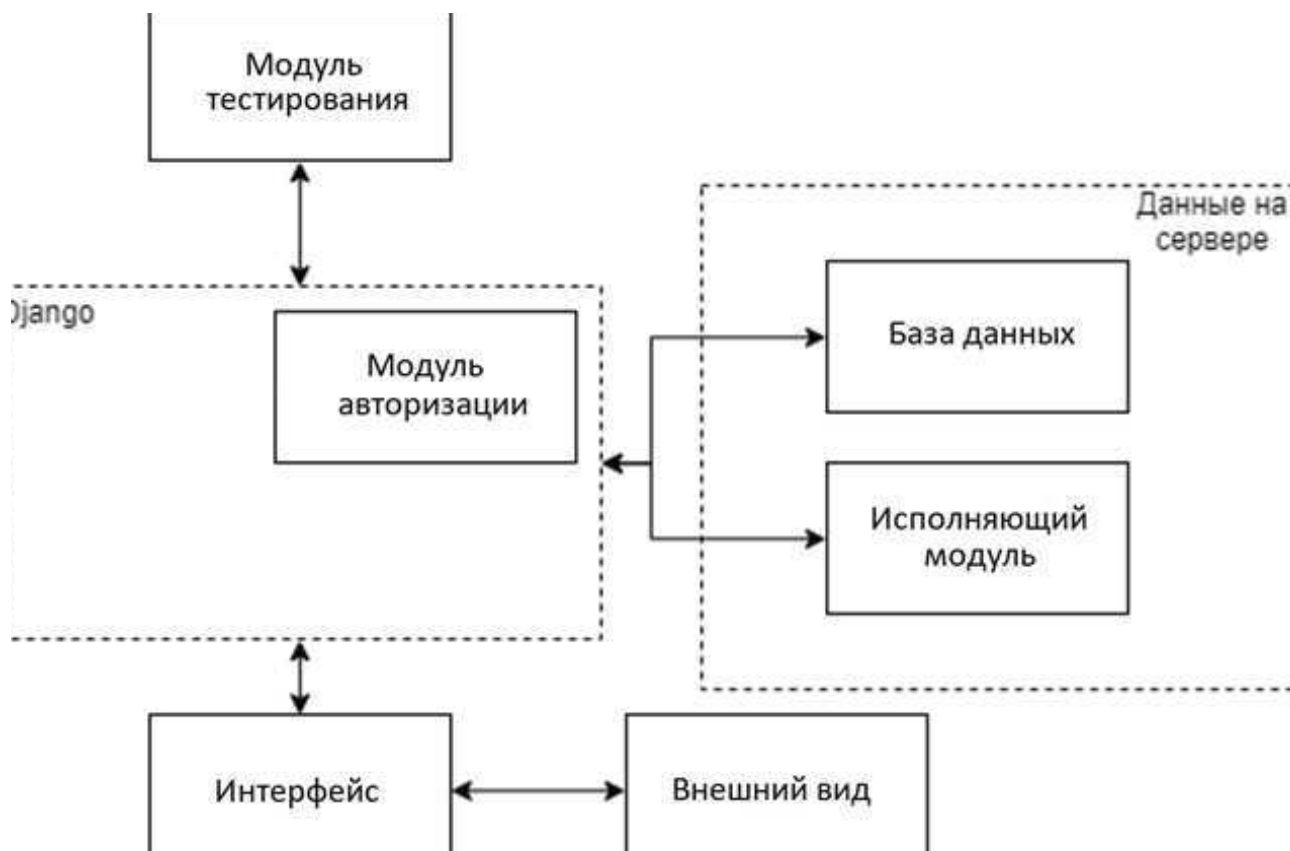 Модуль
тестирования
Данные на
сервере
Django
База данных
Модуль
авторизации
Исполняющий
модуль
Интерфейс
Внешний вид